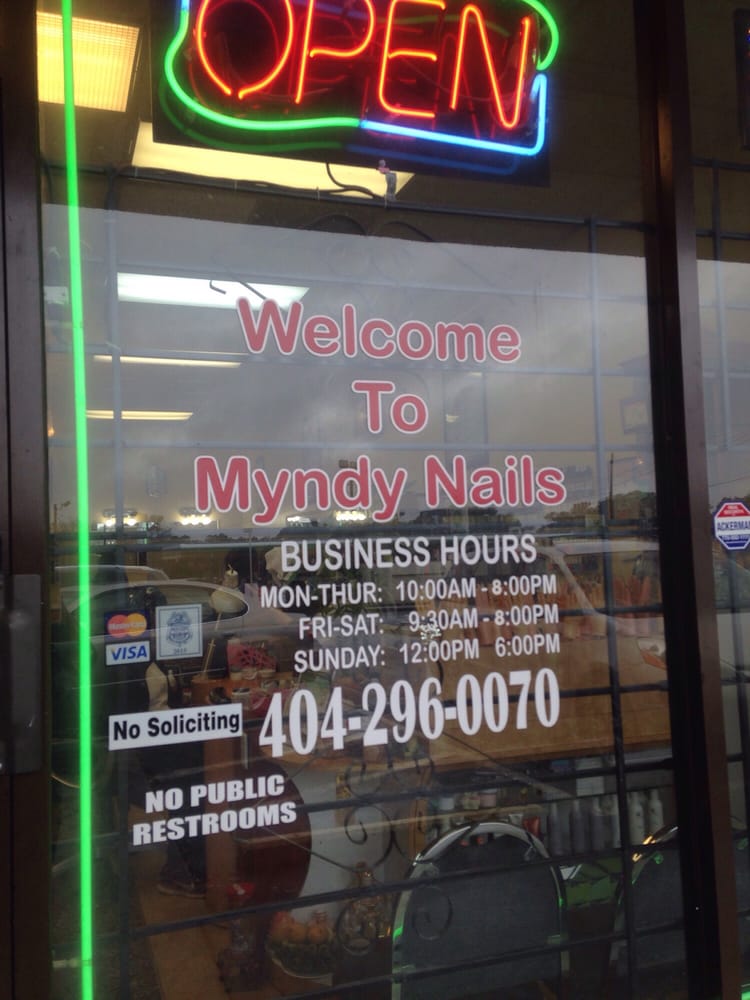 OPEN
Welcome
To
Myndy Nails
BUSINESS HOURS
MON-THUR: 10:00AM - 8:00PM
FRI-SAT: 9:30AM - 8:00PM
SUNDAY: 12:00PM 6:00PM
404-296-0070
MasterCard
VISA
No Soliciting
NO PUBLIC
RESTROOMS